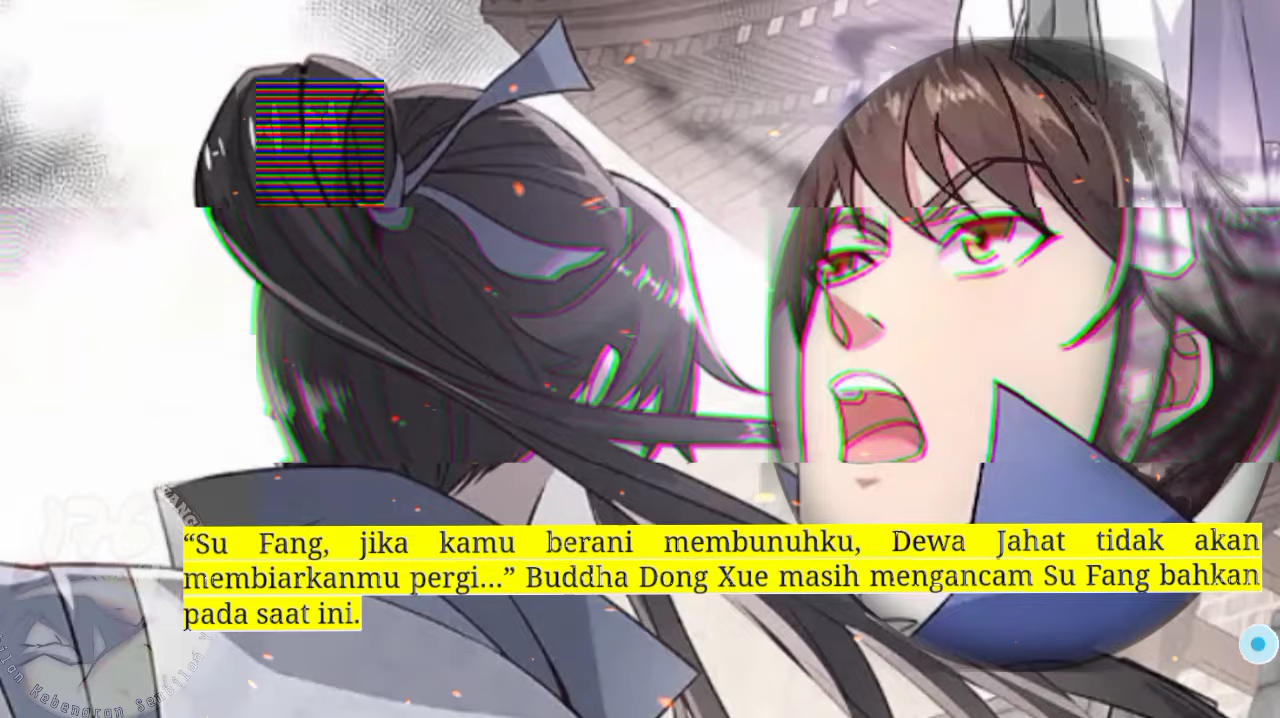 “Su Fang, jika kamu berani membunuhku, Dewa Jahat tidak akan
membiarkanmu pergi...” Buddha Dong Xue masih mengancam Su Fang bahkan
pada saat ini.